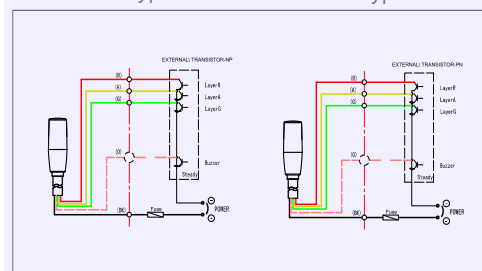 EXTERNAL\ TRANSISTOR-NP
(R)
(A)
(G)
LayerR
LayerA
LayerG
(O)
Buzzer
Steady
(BK)
Fuse
POWER
EXTERNAL\ TRANSISTOR-PN
(R)
(A)
(G)
LayerR
LayerA
LayerG
(O)
Buzzer
Steady
(BK)
Fuse
POWER